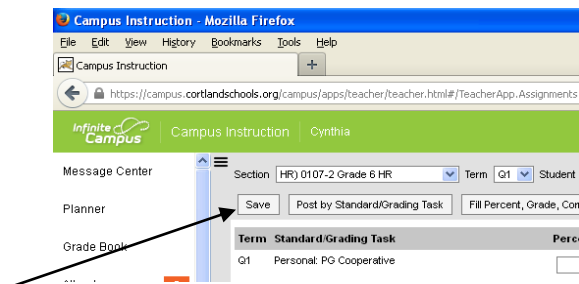 Campus Instruction - Mozilla Firefox
File Edit View History Bookmarks Tools Help
Campus Instruction +
https://campus.cortlandschools.org/campus/apps/teacher/teacher.html#/TeacherApp.Assignments
Infinite Campus Campus Instruction Cynthia
Message Center
Section HR) 0107-2 Grade 6 HR Term Q1 Student
Planner
Save Post by Standard/Grading Task Fill Percent, Grade, Com
Grade Book
Term Standard/Grading Task Perce
Q1 Personal: PG Cooperative